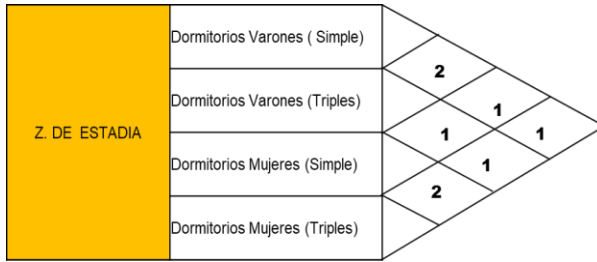 Z. DE ESTADIA
Dormitorios Varones ( Simple)
Dormitorios Varones (Triples)
Dormitorios Mujeres (Simple)
Dormitorios Mujeres (Triples)
2
1
1
1
1
2